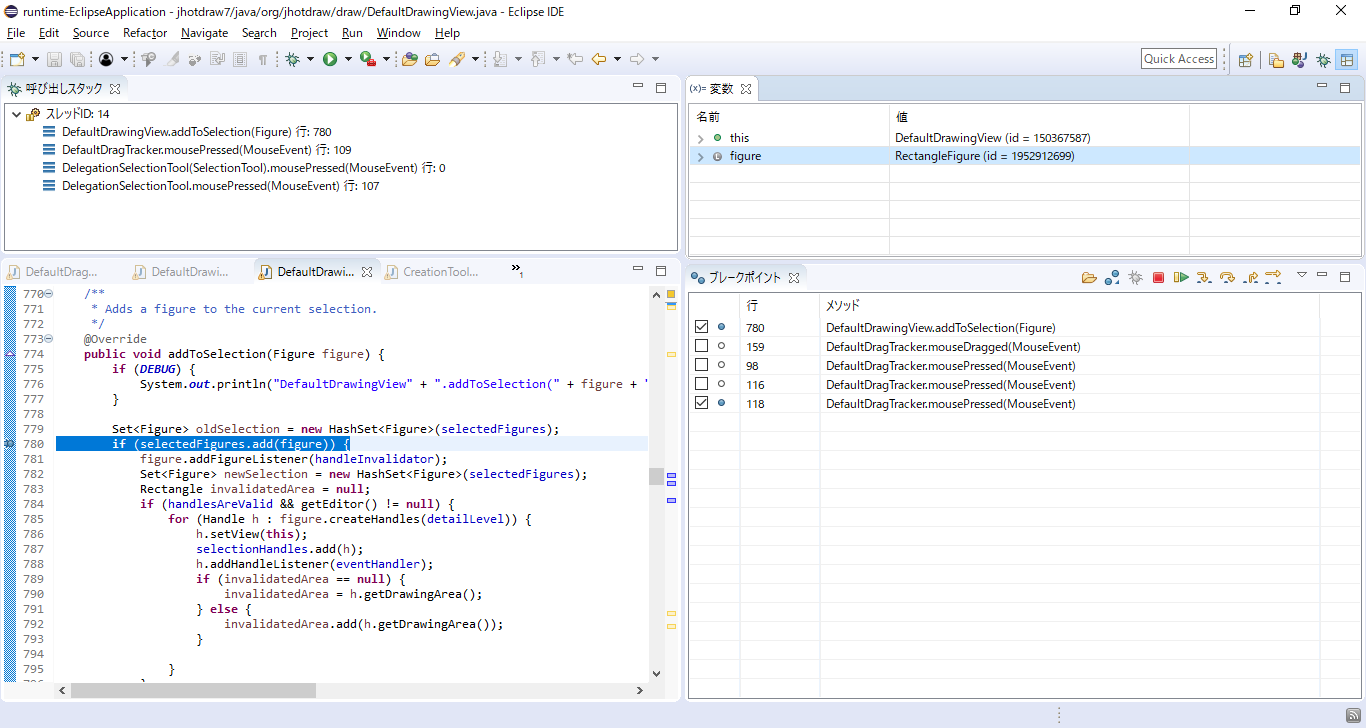 runtime-EclipseApplication - jhotdraw7/java/org/jhotdraw/draw/DefaultDrawingView.java - Eclipse IDE
File Edit Source Refactor Navigate Search Project Run Window Help
Quick Access
呼び出しスタック
スレッドID: 14
DefaultDrawingView.addToSelection(Figure) 行: 780
DefaultDragTracker.mousePressed(MouseEvent) 行: 109
DelegationSelectionTool(SelectionTool).mousePressed(MouseEvent) 行: 0
DelegationSelectionTool.mousePressed(MouseEvent) 行: 107
(x)= 変数
名前 値
this DefaultDrawingView (id = 150367587)
figure RectangleFigure (id = 1952912699)
DefaultDrag... DefaultDrawi... DefaultDrawi... CreationTool... »1
770 /**
771 * Adds a figure to the current selection.
772 */
773 @Override
774 public void addToSelection(Figure figure) {
775 if (DEBUG) {
776 System.out.println("DefaultDrawingView" + ".addToSelection(" + figure + "
777 }
778
779 Set<Figure> oldSelection = new HashSet<Figure>(selectedFigures);
780 if (selectedFigures.add(figure)) {
781 figure.addFigureListener(handleInvalidator);
782 Set<Figure> newSelection = new HashSet<Figure>(selectedFigures);
783 Rectangle invalidatedArea = null;
784 if (handlesAreValid && getEditor() != null) {
785 for (Handle h : figure.createHandles(detailLevel)) {
786 h.setView(this);
787 selectionHandles.add(h);
788 h.addHandleListener(eventHandler);
789 if (invalidatedArea == null) {
790 invalidatedArea = h.getDrawingArea();
791 } else {
792 invalidatedArea.add(h.getDrawingArea());
793 }
794
795 }
ブレークポイント
行 メソッド
780 DefaultDrawingView.addToSelection(Figure)
159 DefaultDragTracker.mouseDragged(MouseEvent)
98 DefaultDragTracker.mousePressed(MouseEvent)
116 DefaultDragTracker.mousePressed(MouseEvent)
118 DefaultDragTracker.mousePressed(MouseEvent)